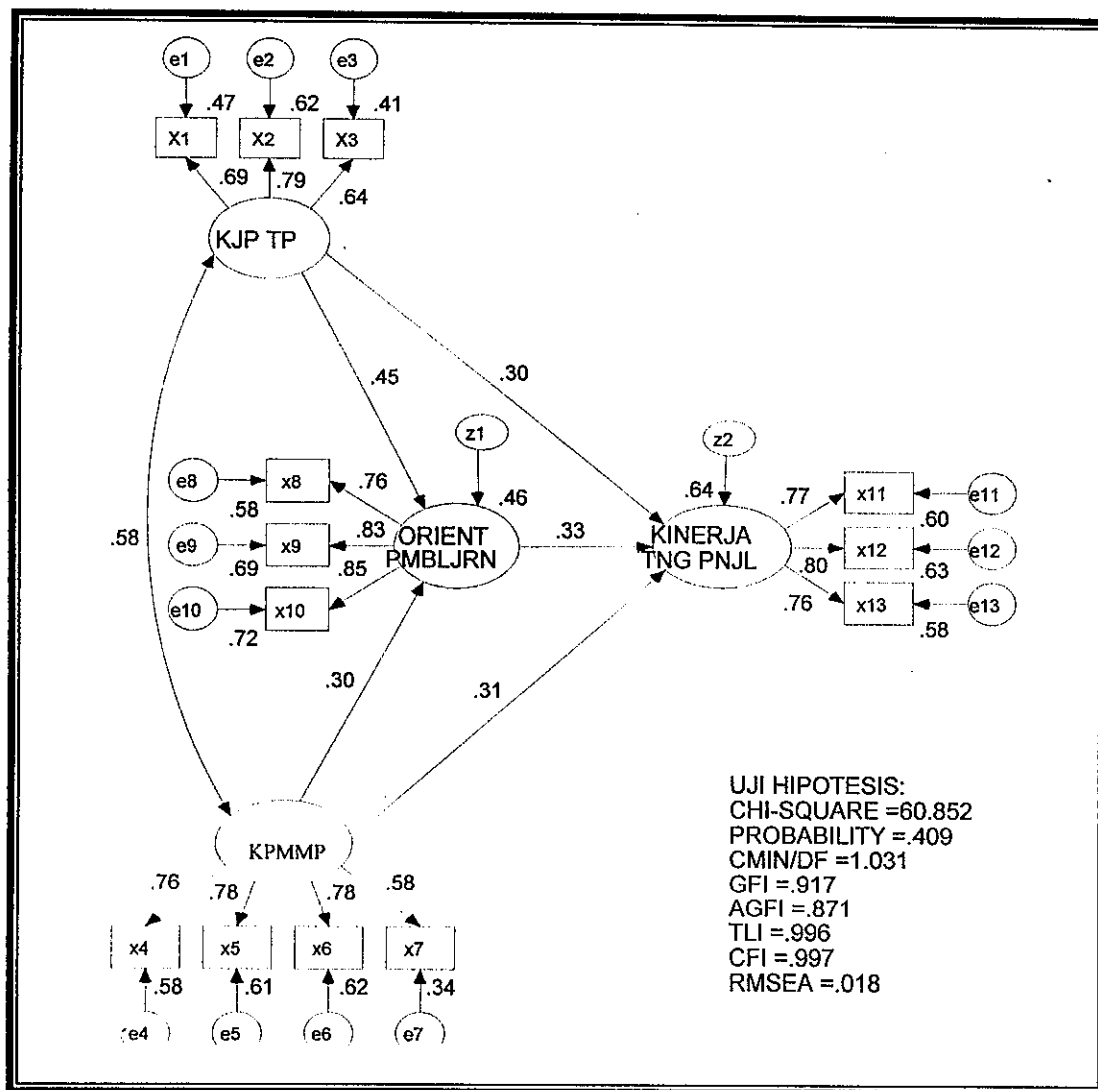 e1 e2 e3
.47 .62 .41
X1 X2 X3
.69 .79 .64
KJP TP
.45 .30
z1 z2
e8 x8 .76 .46 .64 .77 x11 e11
.58 .83 ORIENT KINERJA .60
.58 e9 x9 PMBLJRN .33 TNG PNJL .80 x12 e12
.69 .85 .76 .63
e10 x10 x13 e13
.72 .58
.30 .31
KPMMP
.76 .78 .78 .58
x4 x5 x6 x7
.58 .61 .62 .34
e4 e5 e6 e7
UJI HIPOTESIS:
CHI-SQUARE =60.852
PROBABILITY =.409
CMIN/DF =1.031
GFI =.917
AGFI =.871
TLI =.996
CFI =.997
RMSEA =.018